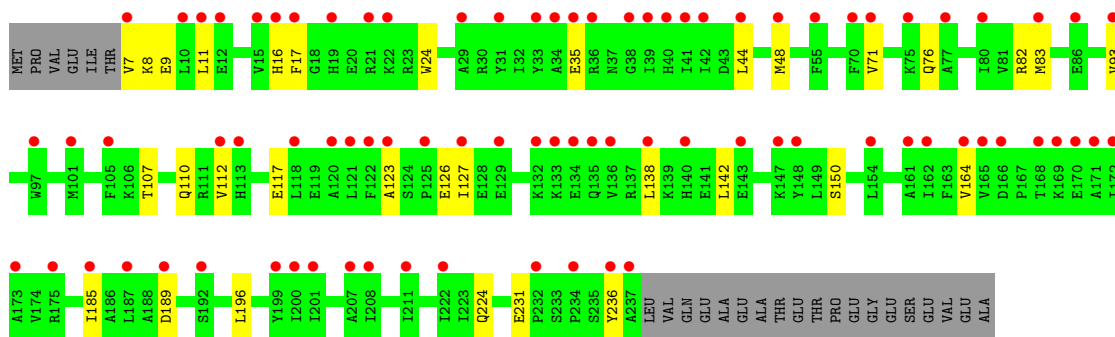 MET PRO VAL GLU ILE THR V7 K8 E9 L10 L11 E12 V15 H16 F17 G18 H19 E20 R21 K22 R23 W24 A29 R30 Y31 I32 Y33 A34 E35 R36 N37 G38 I39 H40 I41 I42 D43 L44 M48 F55 F70 V71 K75 Q76 A77 I80 V81 R82 M83 E86 V93
W97 M101 F105 K106 T107 Q110 R111 V112 H113 E117 L118 E119 A120 L121 F122 A123 S124 P125 E126 I127 E128 E129 K132 K133 E134 Q135 V136 R137 L138 K139 H140 E141 L142 E143 K147 Y148 L149 S150 L154 A161 I162 F163 V164 V165 D166 P167 T168 K169 E170 A171 I172
A173 V174 R175 I185 A186 L187 A188 D189 S192 L196 Y199 I200 I201 A207 I208 I211 I222 I223 Q224 E231 P232 S233 P234 S235 Y236 A237 LEU VAL GLN GLU ALA GLU ALA THR GLU THR THR PRO GLU GLY GLU SER GLU VAL GLU ALA